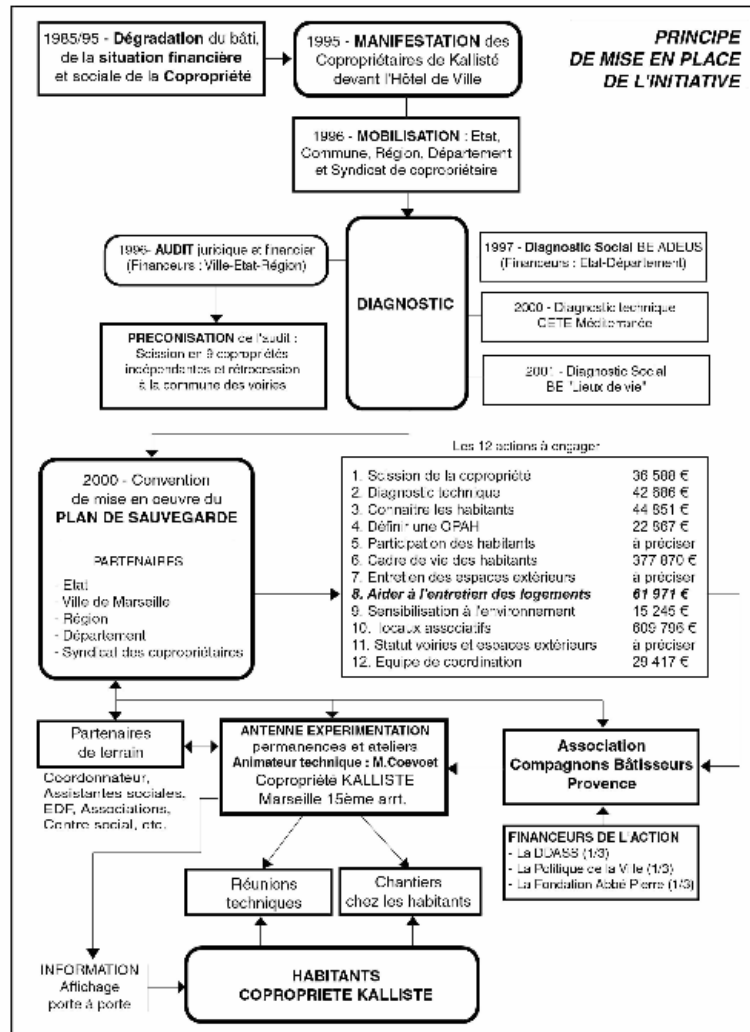 1985/95 - Dégradation du bâti,
de la situation financière
et sociale de la Copropriété
1995 - MANIFESTATION des
Copropriétaires de Kallisté
devant l'Hôtel de Ville
PRINCIPE
DE MISE EN PLACE
DE L'INITIATIVE
1996 - MOBILISATION : Etat,
Commune, Région, Département
et Syndicat de copropriétaire
1996- AUDIT juricique et financier
(Financeurs : Ville-Etat-Région)
DIAGNOSTIC
1997 - Diagnostic Social BE ADEUS
(Financeurs : Etat-Département)
2000 - Diagnostic technique
CETE Méditerranée
2001 - Diagnostic Social
BE "Lieux de vie"
PRECONISATION de l'audit :
Scission en 9 copropriétés
indépendantes et rétrocession
à la commune des voiries
Les 12 actions à engager
2000 - Convention
de mise en oeuvre du
PLAN DE SAUVEGARDE
PARTENAIRES
- Etat
- Ville de Marseille
- Région
- Département
- Syndicat des copropriétaires
1. Scission de la copropriété 36 588 €
2. Diagnostic technique 42 686 €
3. Connaître les habitants 44 851 €
4. Définir une OPAH 22 867 €
5. Participation des habitants à préciser
6. Cadre de vie des habitants 377 870 €
7. Entretien des espaces extérieurs à préciser
8. Aider à l'entretien des logements 61 971 €
9. Sensibilisation à l'environnement 15 245 €
10. locaux associatifs 609 796 €
11. Statut voiries et espaces extérieurs à préciser
12. Equipe de coordination 29 417 €
Partenaires
de terrain
Coordonnateur,
Assistantes sociales,
EDF, Associations,
Centre social, etc.
ANTENNE EXPERIMENTATION
permanences et ateliers
Animateur technique : M.Coevoet
Copropriété KALLISTE
Marseille 15ème arrt.
Association
Compagnons Bâtisseurs
Provence
FINANCEURS DE L'ACTION
- La DDASS (1/3)
- La Politique de la Ville (1/3)
- La Fondation Abbé Pierre (1/3)
Réunions
techniques
Chantiers
chez les habitants
INFORMATION
Affichage
porte à porte
HABITANTS
COPROPRIETE KALLISTE